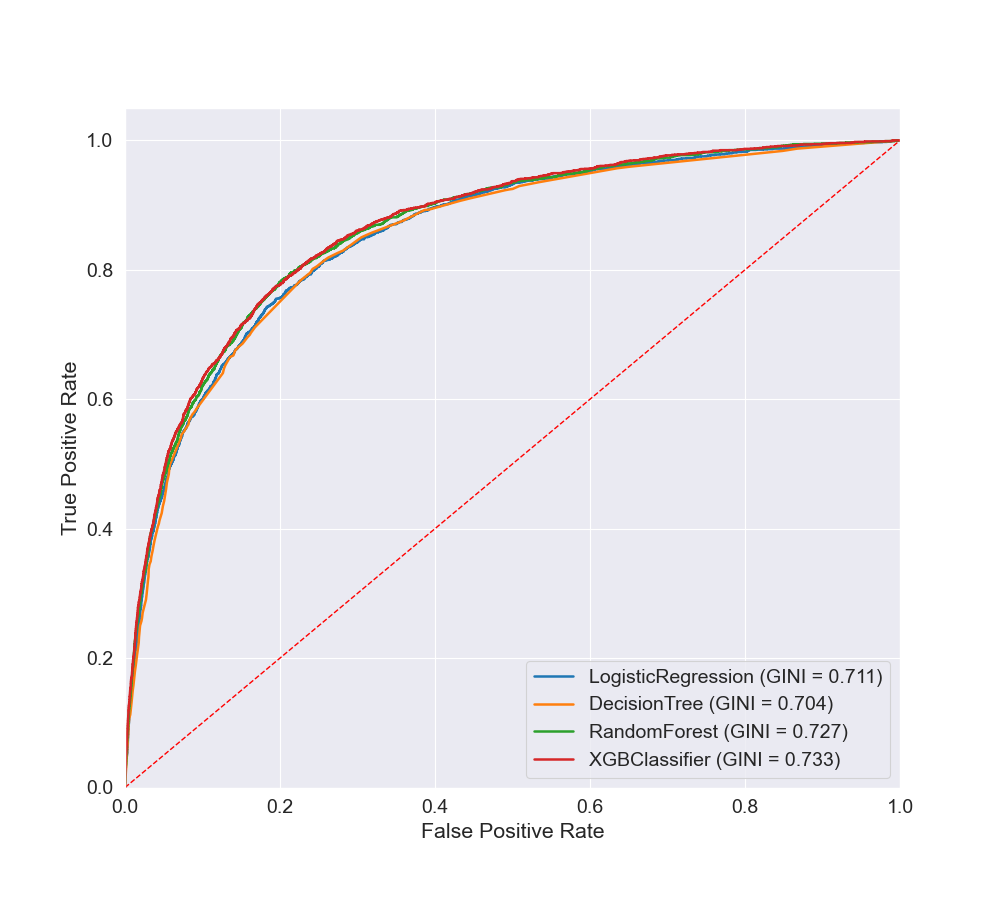 1.0
0.8
0.6
0.4
0.2
0.0
True Positive Rate
LogisticRegression (GINI = 0.711)
DecisionTree (GINI = 0.704)
RandomForest (GINI = 0.727)
XGBClassifier (GINI = 0.733)
0.0 0.2 0.4 0.6 0.8 1.0
False Positive Rate